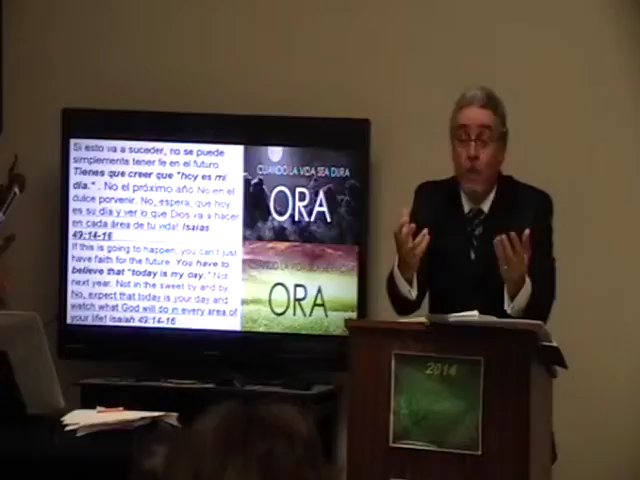 Si esto va a suceder, no se puede
simplemente tener fe en el futuro
Tienes que creer que "hoy es mi
día." . No el próximo año. No en el
dulce porvenir. No, espera, que hoy
es su día y ver lo que Dios va a hacer
en cada área de tu vida! Isaias
49:14-16
If this is going to happen, you can't just
have faith for the future. You have to
believe that "today is my day." Not
next year. Not in the sweet by and by
No, expect that today is your day and
watch what God will do in every area of
your life! Isaiah 49:14-16
CUANDO LA VIDA SEA DURA
ORA
CUANDO LA VIDA
ORA
2014